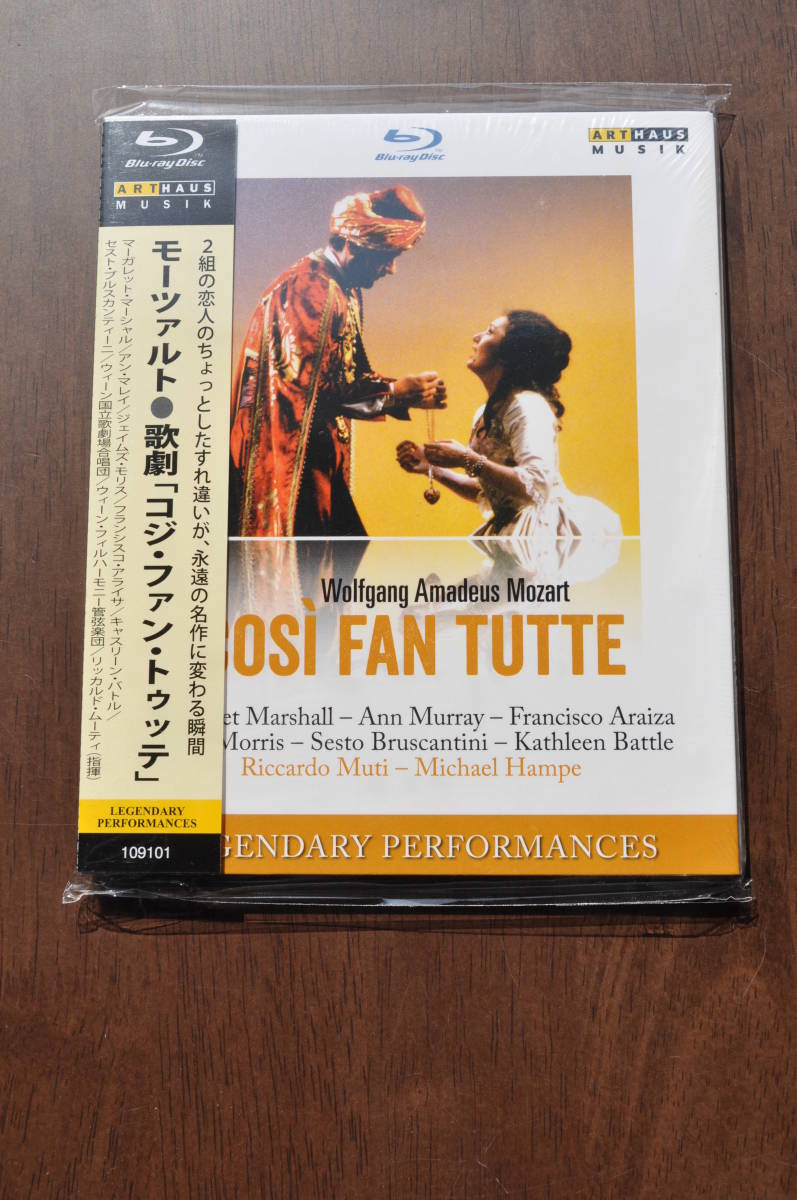 Blu-ray Disc
ARTHAUS
MUSIK
2組の恋人のちょっとしたすれ違いが、永遠の名作に変わる瞬間
モーツァルト●歌劇「コジ・ファン・トゥッテ」
マーガレット・マーシャル/アン・マレイ/ジェイムズ・モリス/フランシスコ・アライサ/キャスリーン・バトル/
セスト・ブルスカンティーニ/ウィーン国立歌劇場合唱団/ウィーン・フィルハーモニー管弦楽団/リッカルド・ムーティ(指揮)
LEGENDARY
PERFORMANCES
109101
Blu-ray Disc
ARTHAUS
MUSIK
Wolfgang Amadeus Mozart
OSÌ FAN TUTTE
et Marshall – Ann Murray – Francisco Araiza
Morris – Sesto Bruscantini – Kathleen Battle
Riccardo Muti – Michael Hampe
GENDARY PERFORMANCES